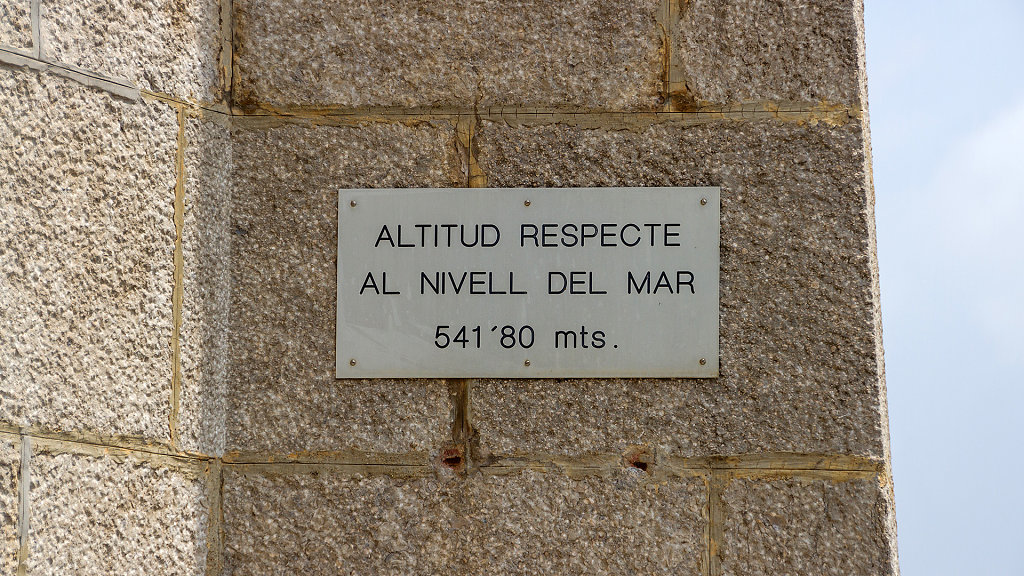 ALTITUD RESPECTE
AL NIVELL DEL MAR
541´80 mts.